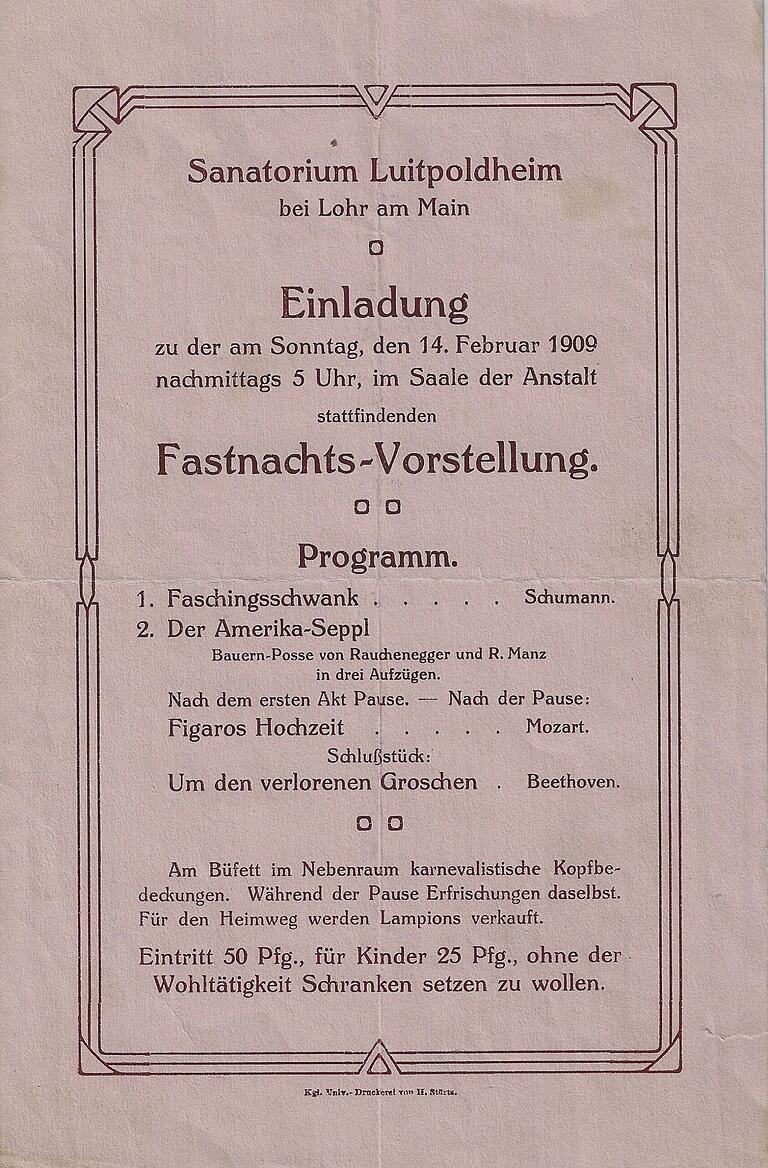 Sanatorium Luitpoldheim
bei Lohr am Main
Einladung
zu der am Sonntag, den 14. Februar 1909
nachmittags 5 Uhr, im Saale der Anstalt
stattfindenden
Fastnachts-Vorstellung.
Programm.
1. Faschingsschwank . . . . . Schumann.
2. Der Amerika-Seppl
Bauern-Posse von Rauchenegger und R. Manz
in drei Aufzügen.
Nach dem ersten Akt Pause. — Nach der Pause:
Figaros Hochzeit . . . . . Mozart.
Schlußstück:
Um den verlorenen Groschen . Beethoven.
Am Büfett im Nebenraum karnevalistische Kopfbe-
deckungen. Während der Pause Erfrischungen daselbst.
Für den Heimweg werden Lampions verkauft.
Eintritt 50 Pfg., für Kinder 25 Pfg., ohne der
Wohltätigkeit Schranken setzen zu wollen.
Kgl. Univ.-Druckerei von H. Stürtz.